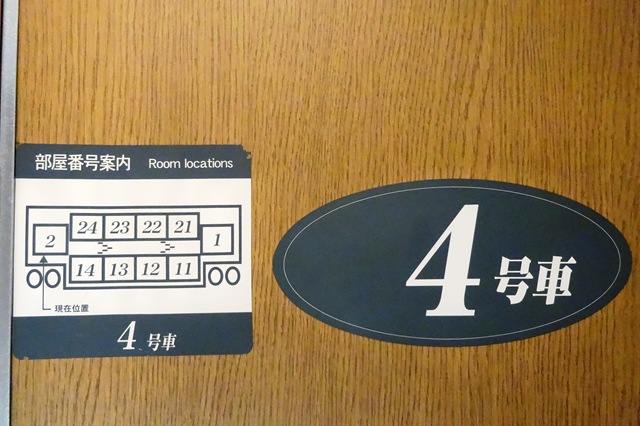 部屋番号案内 Room locations
24 23 22 21
2 1
14 13 12 11
現在位置
4号車
4号車